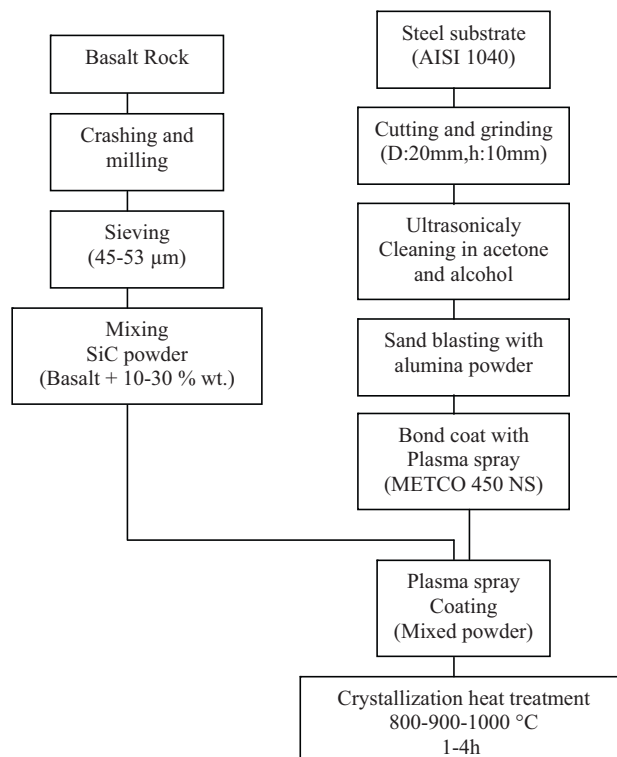 Basalt Rock
Crashing and
milling
Sieving
(45-53 µm)
Mixing
SiC powder
(Basalt + 10-30 % wt.)
Steel substrate
(AISI 1040)
Cutting and grinding
(D:20mm,h:10mm)
Ultrasonicaly
Cleaning in acetone
and alcohol
Sand blasting with
alumina powder
Bond coat with
Plasma spray
(METCO 450 NS)
Plasma spray
Coating
(Mixed powder)
Crystallization heat treatment
800-900-1000 °C
1-4h